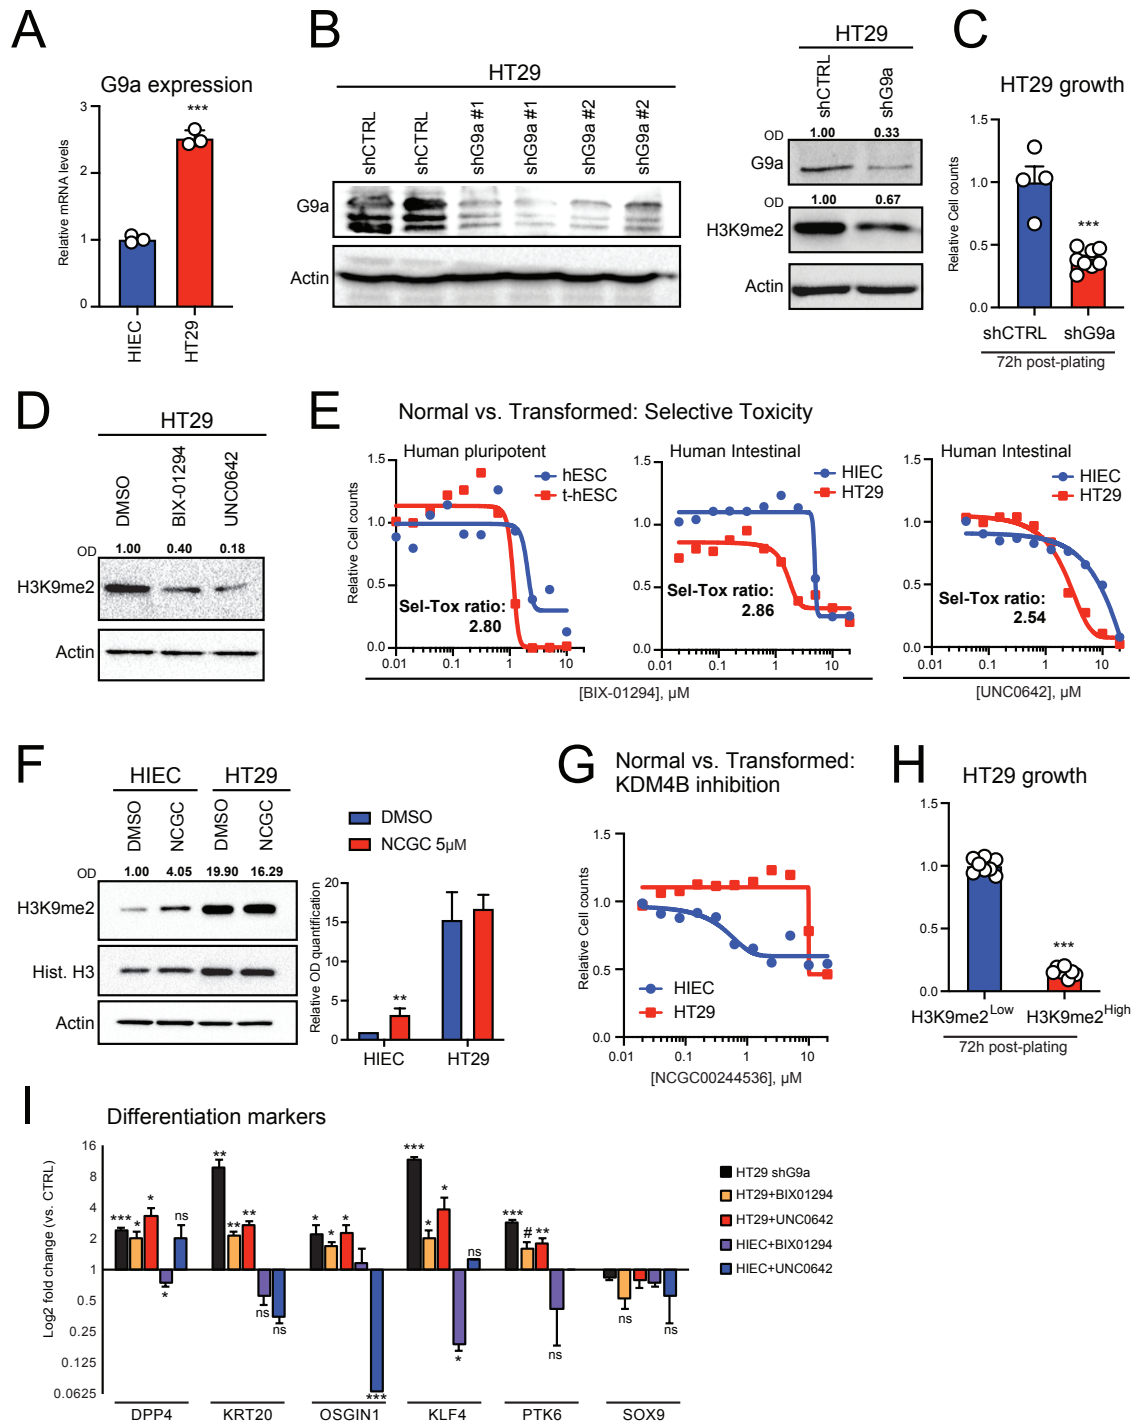 A
G9a expression
***
3
2
1
0
Relative mRNA levels
HIEC
HT29
B
HT29
shCTRL
shCTRL
shG9a #1
shG9a #1
shG9a #2
shG9a #2
G9a
Actin
HT29
shCTRL
shG9a
OD 1.00 0.33
G9a
OD 1.00 0.67
H3K9me2
Actin
C
HT29 growth
1.5
1.0
0.5
0.0
Relative Cell counts
***
shCTRL shG9a
72h post-plating
D
HT29
DMSO
BIX-01294
UNC0642
OD 1.00 0.40 0.18
H3K9me2
Actin
E
Normal vs. Transformed: Selective Toxicity
Human pluripotent
hESC
t-hESC
1.5
1.0
0.5
0.0
Relative Cell counts
Sel-Tox ratio:
2.80
0.01 0.1 1 10
Human Intestinal
HIEC
HT29
1.5
1.0
0.5
0.0
Sel-Tox ratio:
2.86
0.01 0.1 1 10
[BIX-01294], µM
Human Intestinal
HIEC
HT29
1.5
1.0
0.5
0.0
Sel-Tox ratio:
2.54
0.01 0.1 1 10
[UNC0642], µM
F
HIEC HT29
DMSO
NCGC
DMSO
NCGC
OD 1.00 4.05 19.90 16.29
H3K9me2
Hist. H3
Actin
DMSO
NCGC 5µM
20
15
10
5
0
Relative OD quantification
**
HIEC HT29
G
Normal vs. Transformed:
KDM4B inhibition
1.5
1.0
0.5
0.0
Relative Cell counts
HIEC
HT29
0.01 0.1 1 10
[NCGC00244536], µM
H
HT29 growth
1.5
1.0
0.5
0.0
***
H3K9me2Low H3K9me2High
72h post-plating
I
Differentiation markers
Log2 fold change (vs. CTRL)
16
8
4
2
1
0.5
0.25
0.125
0.0625
*** * * * ns
** ** ** ns ns
* * * ***
*** * * * ns
*** # ** ns
ns ns
DPP4 KRT20 OSGIN1 KLF4 PTK6 SOX9
HT29 shG9a
HT29+BIX01294
HT29+UNC0642
HIEC+BIX01294
HIEC+UNC0642